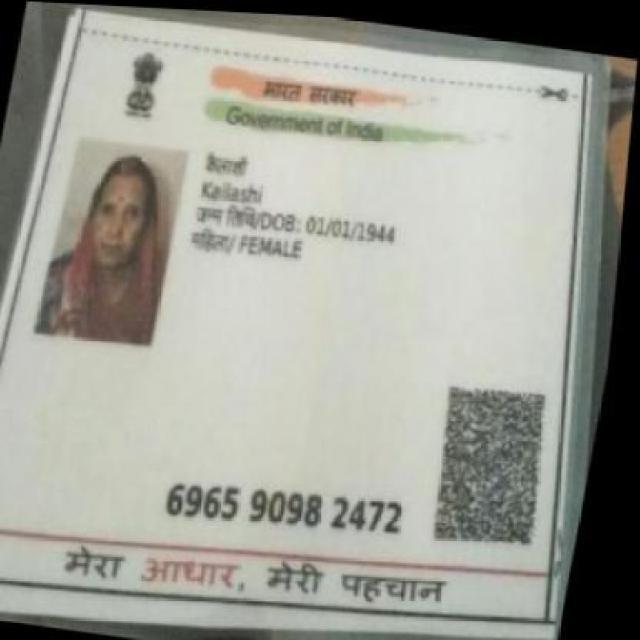 भारत सरकार
Government of India
कैलाशी
Kailashi
जन्म तिथि/DOB: 01/01/1944
महिला/ FEMALE
6965 9098 2472
मेरा आधार, मेरी पहचान